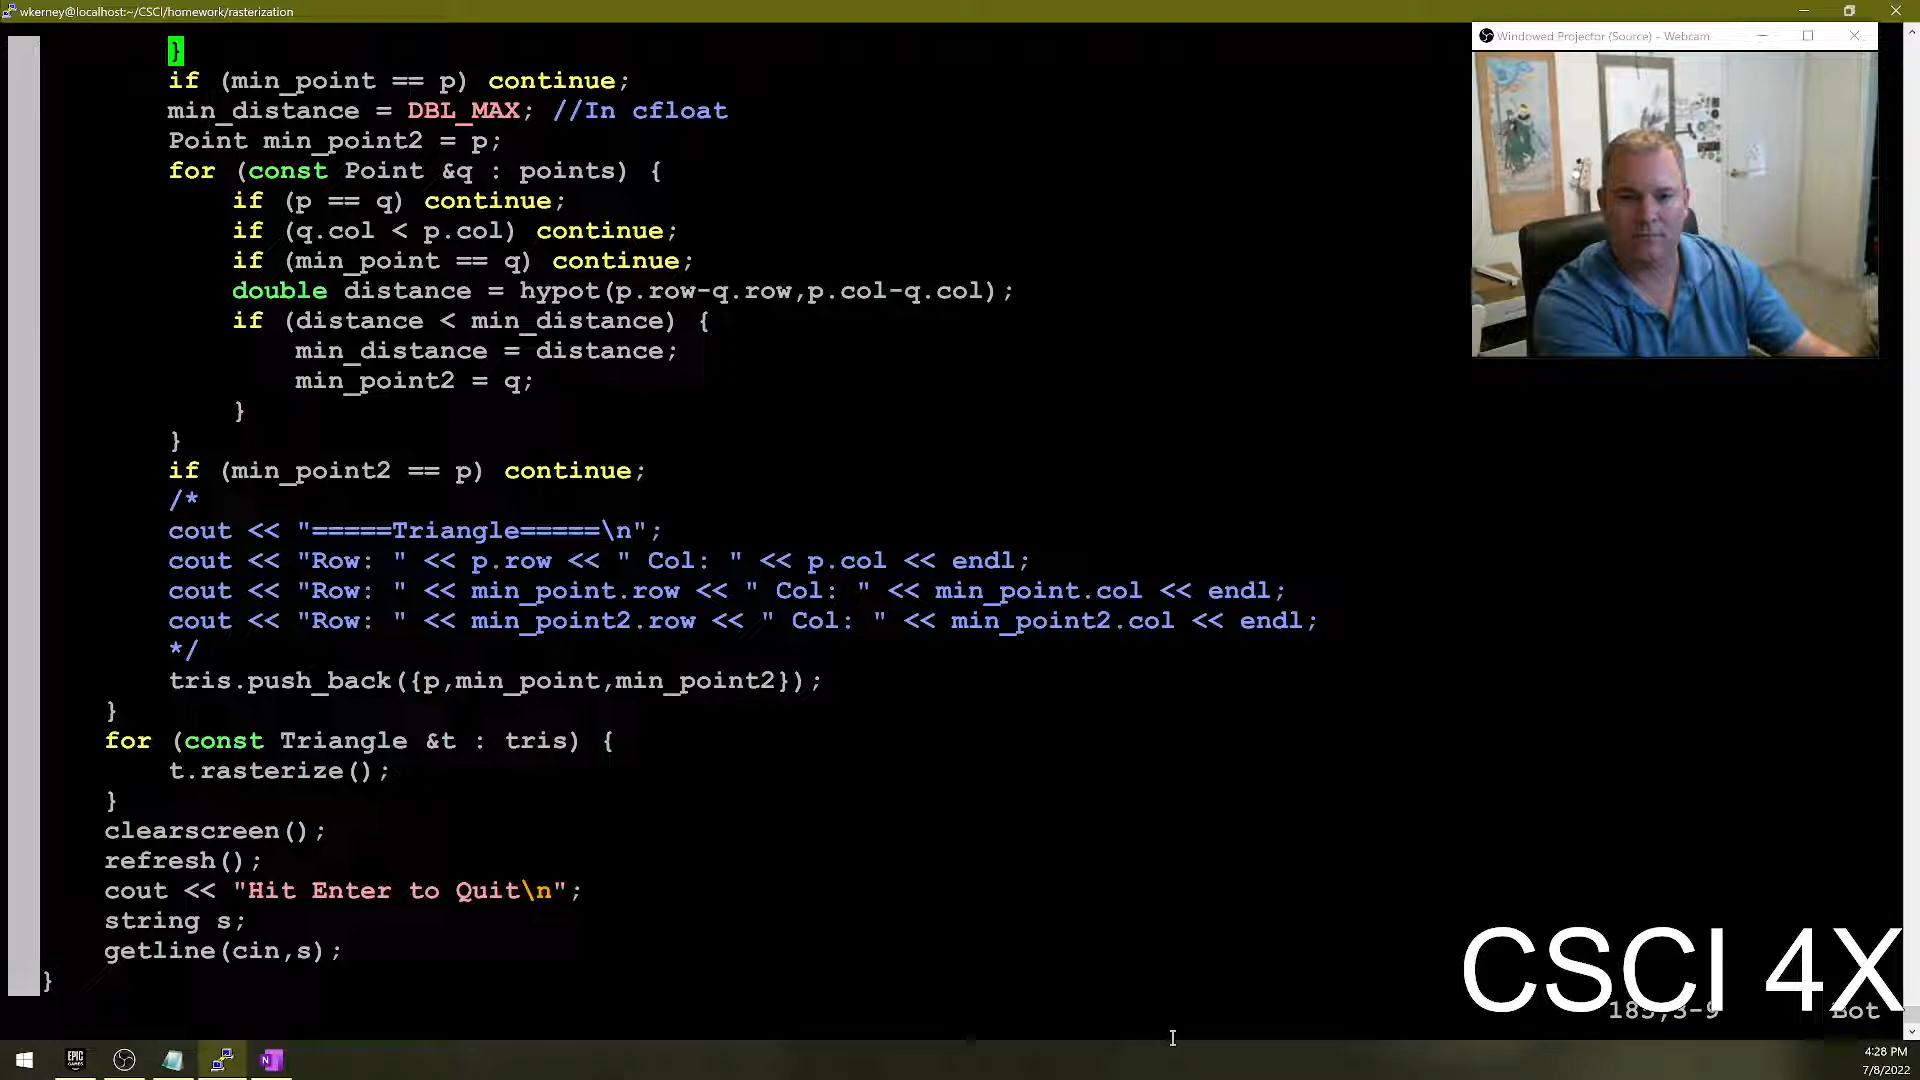 wkerney@localhost:~/CSCI/homework/rasterization
Windowed Projector (Source) - Webcam
}
if (min_point == p) continue;
min_distance = DBL_MAX; //In cfloat
Point min_point2 = p;
for (const Point &q : points) {
if (p == q) continue;
if (q.col < p.col) continue;
if (min_point == q) continue;
double distance = hypot(p.row-q.row,p.col-q.col);
if (distance < min_distance) {
min_distance = distance;
min_point2 = q;
}
}
if (min_point2 == p) continue;
/*
cout << "=====Triangle=====\n";
cout << "Row: " << p.row << " Col: " << p.col << endl;
cout << "Row: " << min_point.row << " Col: " << min_point.col << endl;
cout << "Row: " << min_point2.row << " Col: " << min_point2.col << endl;
*/
tris.push_back({p,min_point,min_point2});
}
for (const Triangle &t : tris) {
t.rasterize();
}
clearscreen();
refresh();
cout << "Hit Enter to Quit\n";
string s;
getline(cin,s);
}
CSCI 4X
Bot
EPIC GAMES
4:28 PM
7/8/2022